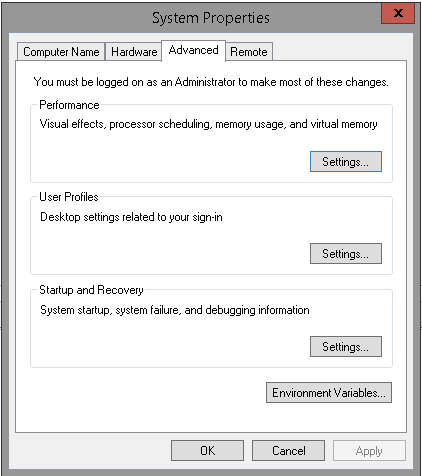 System Properties
x
Computer Name Hardware Advanced Remote
You must be logged on as an Administrator to make most of these changes.
Performance
Visual effects, processor scheduling, memory usage, and virtual memory
Settings...
User Profiles
Desktop settings related to your sign-in
Settings...
Startup and Recovery
System startup, system failure, and debugging information
Settings...
Environment Variables...
OK Cancel Apply